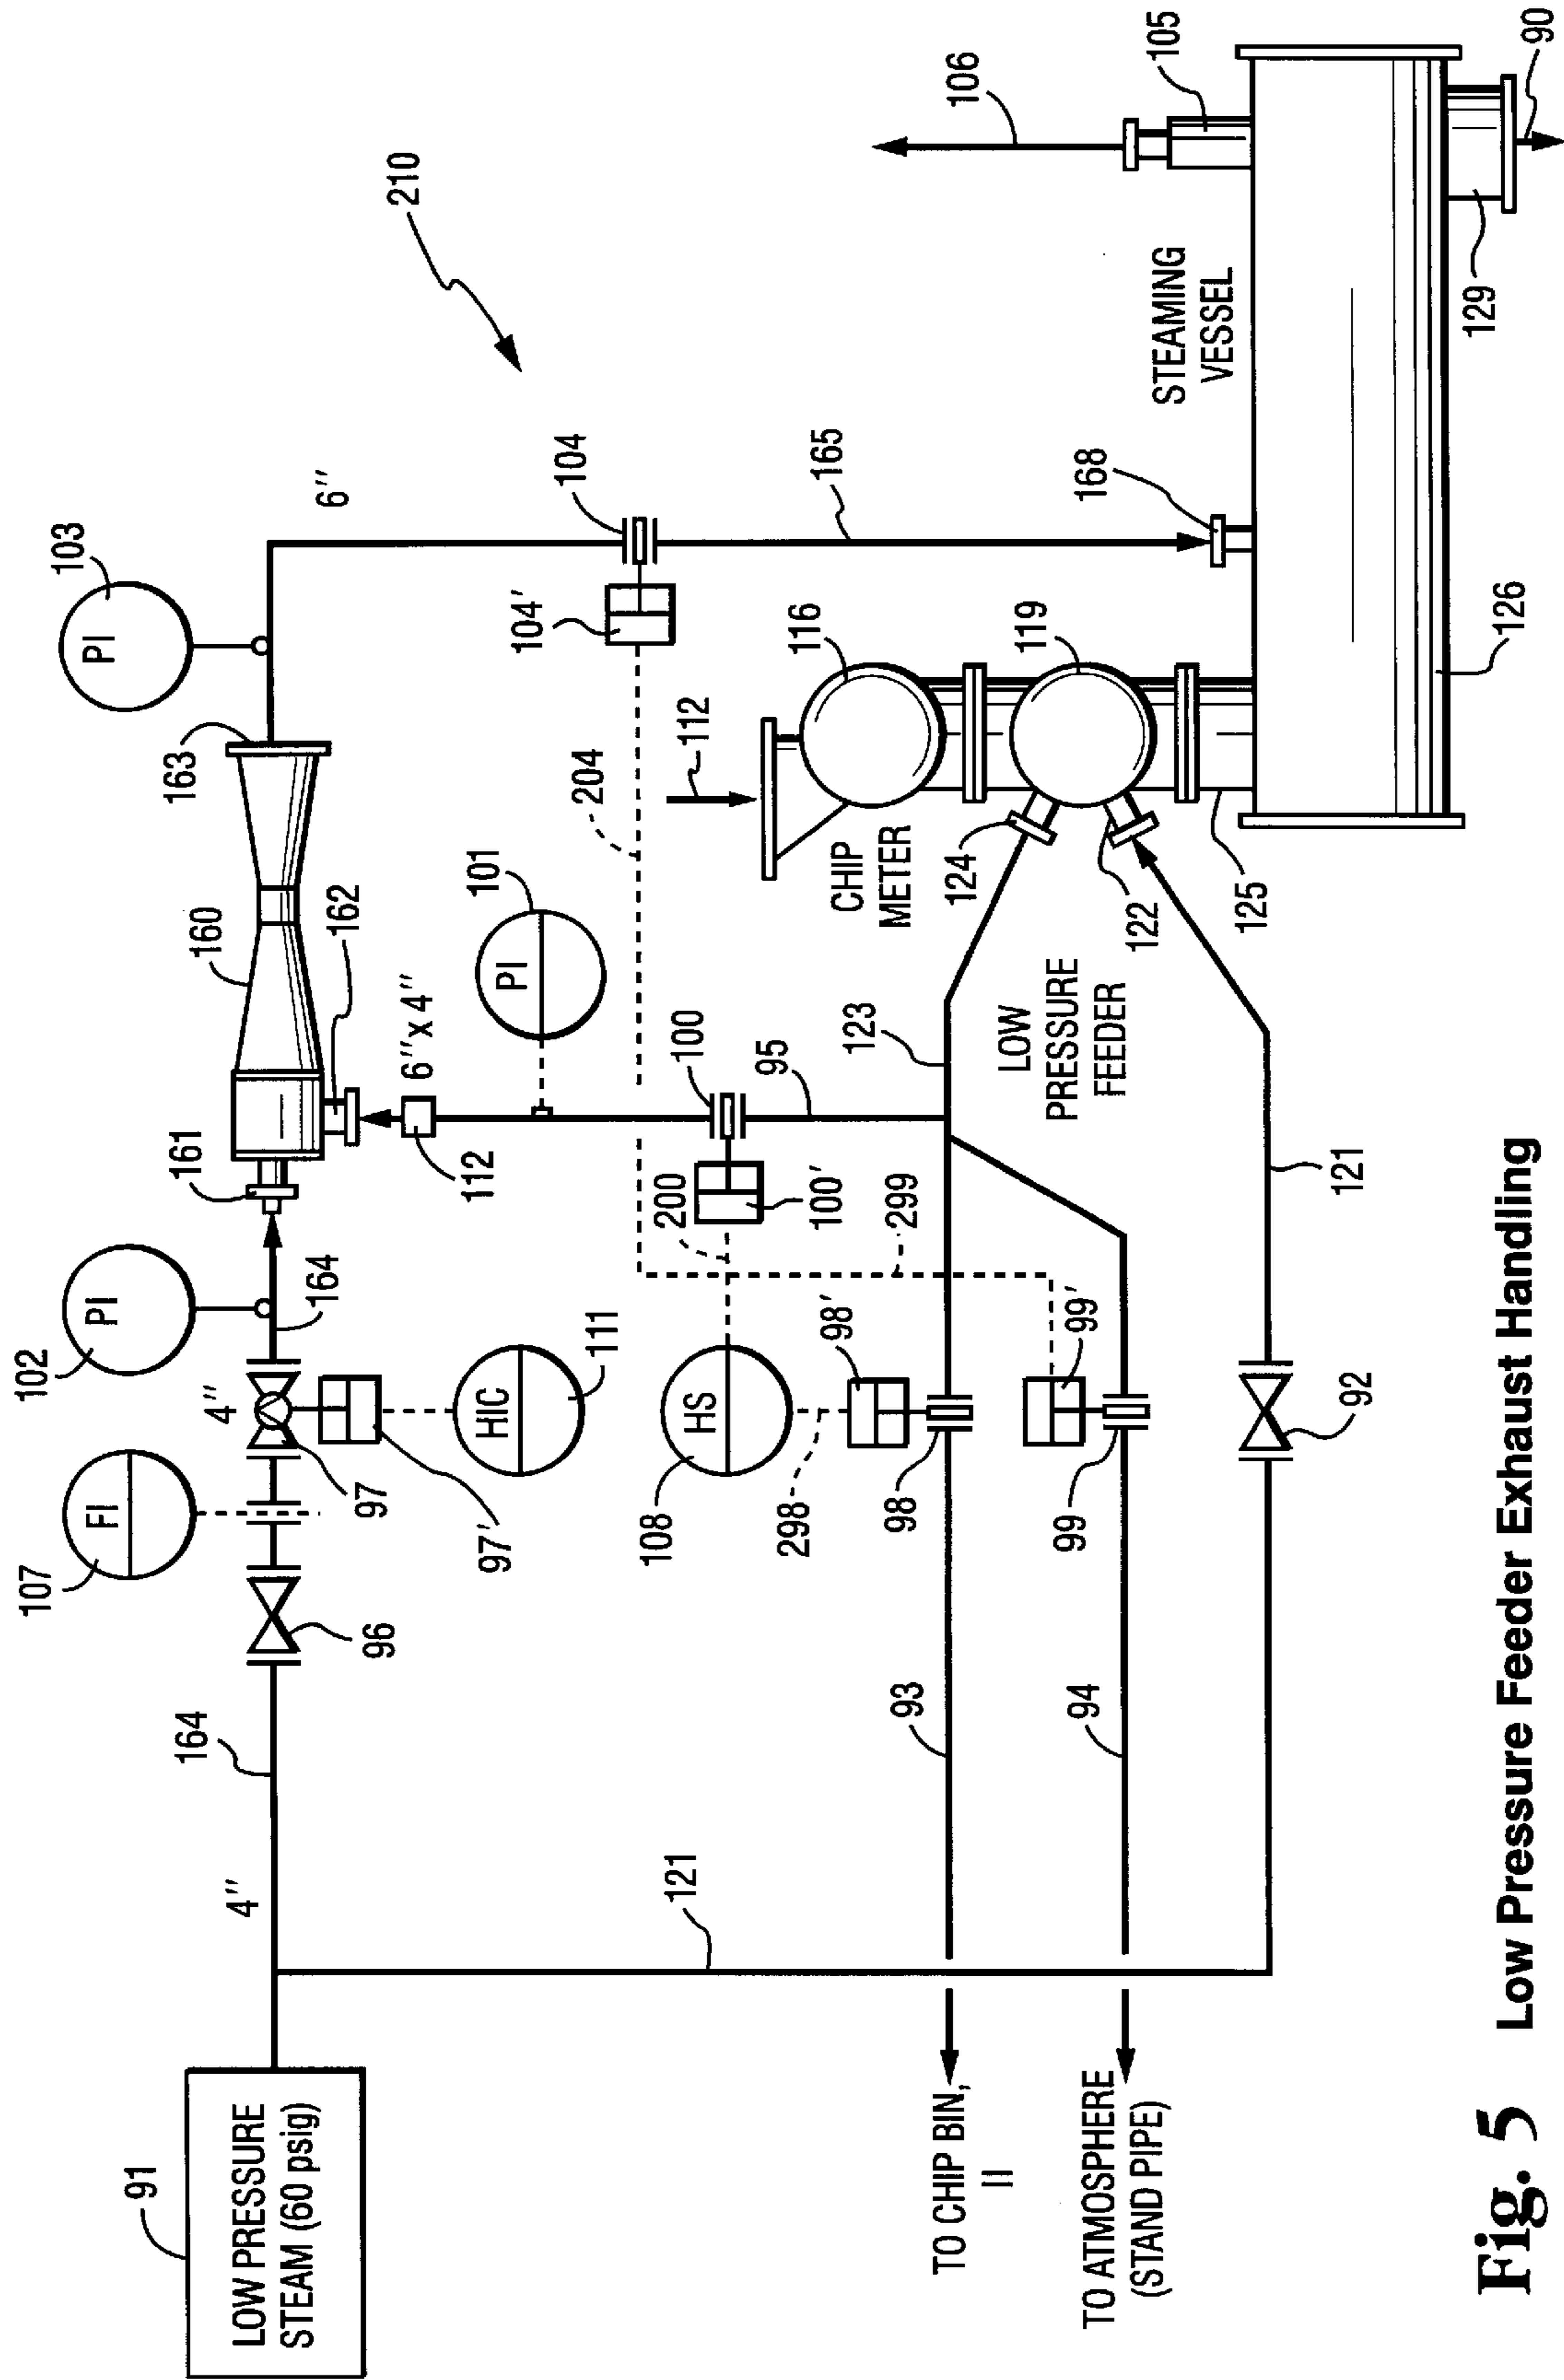 91
LOW PRESSURE
STEAM (60 psig)
4″
164
96
107
FI
97
97′
4″
HIC
111
102
PI
164
161
160
162
163
103
PI
6″
210
104
104′
165
168
106
105
STEAMING
VESSEL
129
90
126
116
119
112
CHIP
METER
204
101
PI
6″x 4″
112
100
100′
200
95
123
LOW
PRESSURE
FEEDER
124
122
125
299
108
HS
298
98′
98
99′
99
93
94
92
121
121
TO CHIP BIN,
11
TO ATMOSPHERE
(STAND PIPE)
Fig. 5 Low Pressure Feeder Exhaust Handling